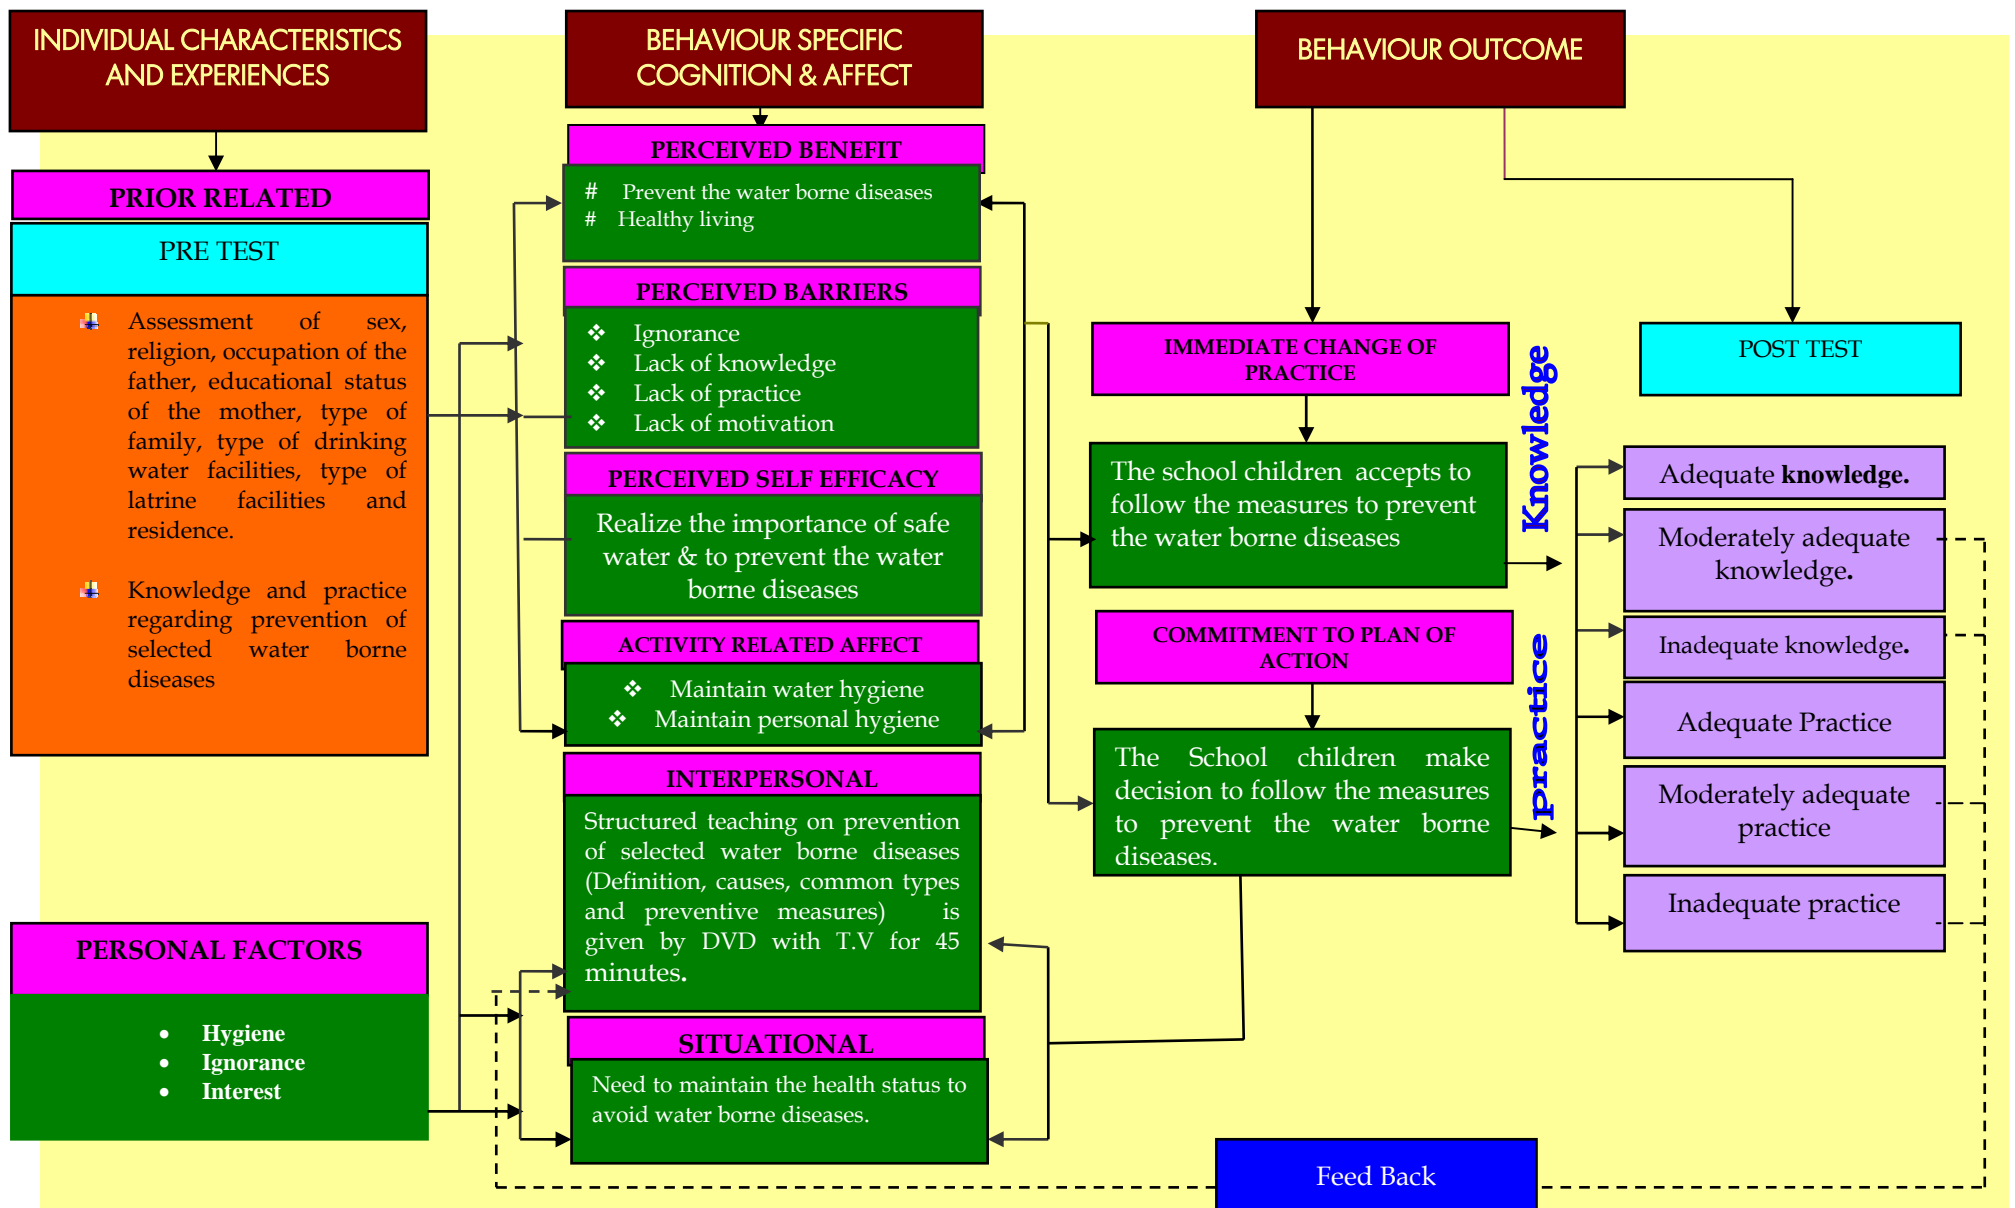 INDIVIDUAL CHARACTERISTICS
AND EXPERIENCES
PRIOR RELATED
PRE TEST
Assessment of sex,
religion, occupation of the
father, educational status
of the mother, type of
family, type of drinking
water facilities, type of
latrine facilities and
residence.
Knowledge and practice
regarding prevention of
selected water borne
diseases
PERSONAL FACTORS
• Hygiene
• Ignorance
• Interest
BEHAVIOUR SPECIFIC
COGNITION & AFFECT
PERCEIVED BENEFIT
# Prevent the water borne diseases
# Healthy living
PERCEIVED BARRIERS
❖ Ignorance
❖ Lack of knowledge
❖ Lack of practice
❖ Lack of motivation
PERCEIVED SELF EFFICACY
Realize the importance of safe
water & to prevent the water
borne diseases
ACTIVITY RELATED AFFECT
❖ Maintain water hygiene
❖ Maintain personal hygiene
INTERPERSONAL
Structured teaching on prevention
of selected water borne diseases
(Definition, causes, common types
and preventive measures) is
given by DVD with T.V for 45
minutes.
SITUATIONAL
Need to maintain the health status to
avoid water borne diseases.
BEHAVIOUR OUTCOME
IMMEDIATE CHANGE OF
PRACTICE
The school children accepts to
follow the measures to prevent
the water borne diseases
COMMITMENT TO PLAN OF
ACTION
The School children make
decision to follow the measures
to prevent the water borne
diseases.
Knowledge
practice
POST TEST
Adequate knowledge.
Moderately adequate
knowledge.
Inadequate knowledge.
Adequate Practice
Moderately adequate
practice
Inadequate practice
Feed Back